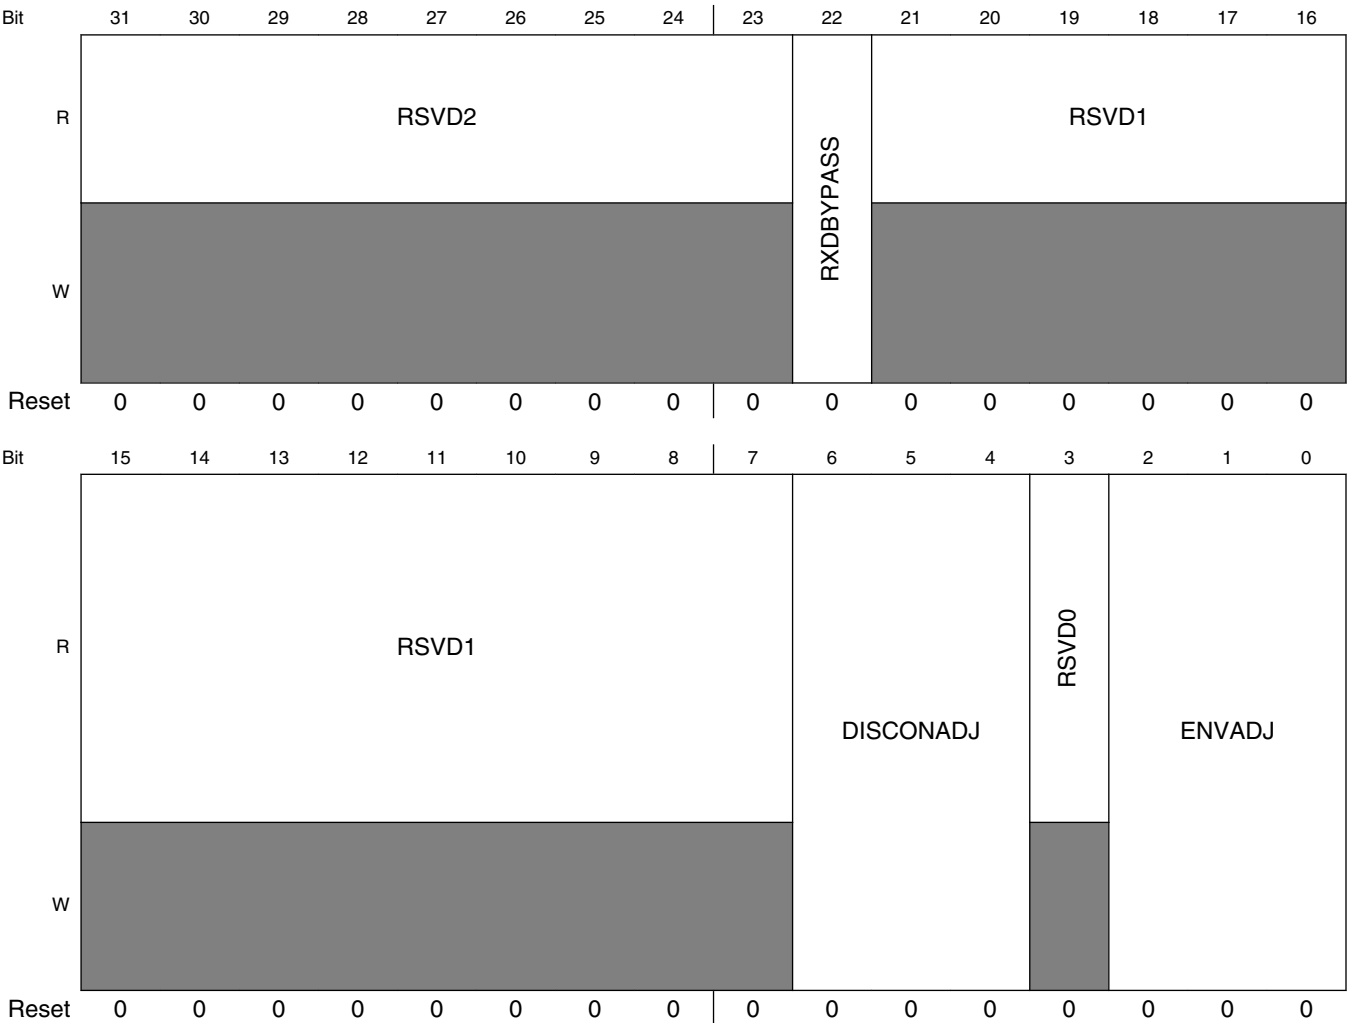 Bit 31 30 29 28 27 26 25 24 23 22 21 20 19 18 17 16
R RSVD2 RXDBYPASS RSVD1
W
Reset 0 0 0 0 0 0 0 0 0 0 0 0 0 0 0 0
Bit 15 14 13 12 11 10 9 8 7 6 5 4 3 2 1 0
R RSVD1 RSVD0
DISCONADJ ENVADJ
W
Reset 0 0 0 0 0 0 0 0 0 0 0 0 0 0 0 0